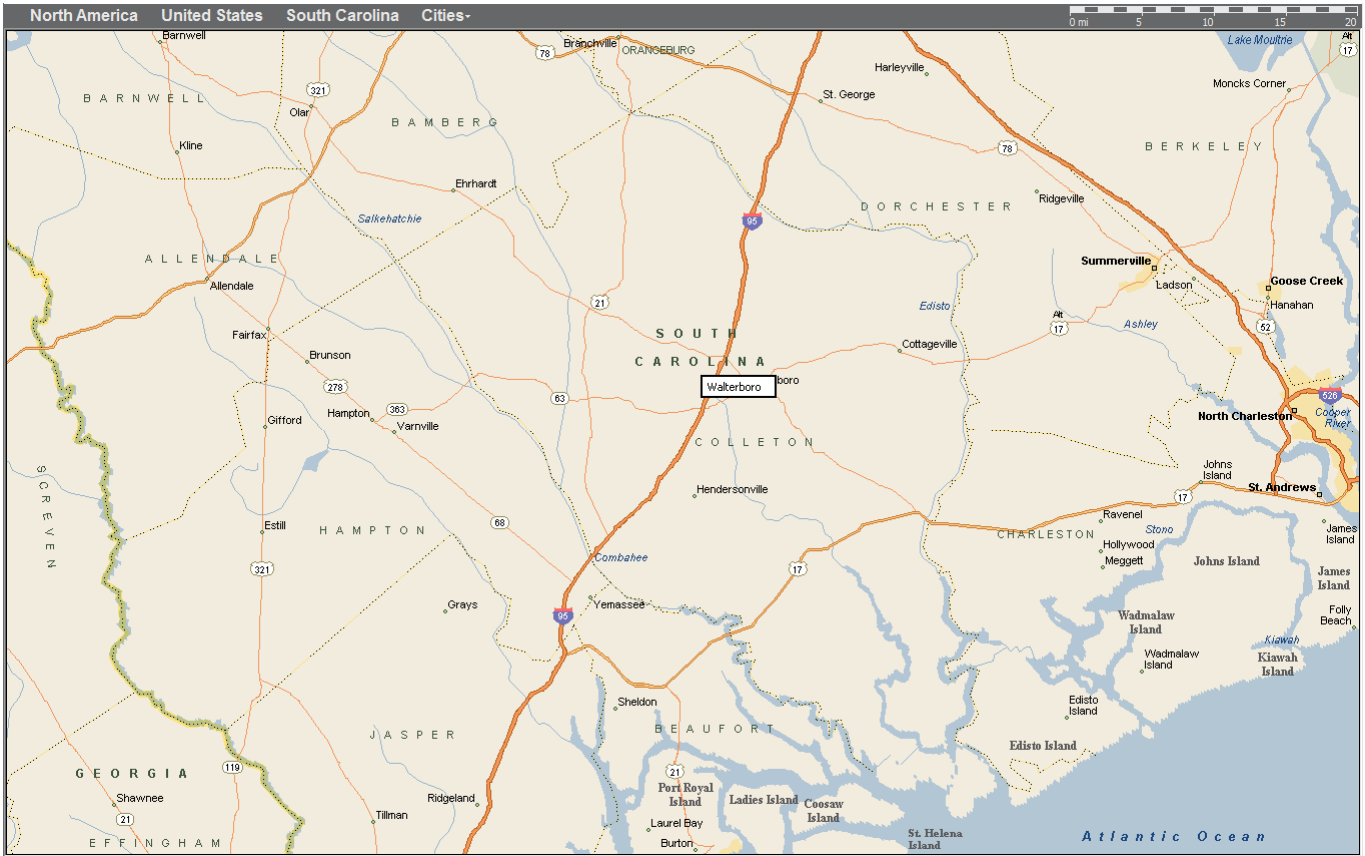 North America United States South Carolina Cities
0 mi 5 10 15 20
Barnwell
Branchville
ORANGEBURG
78
Lake Moultrie
Alt
17
Harleyville
Moncks Corner
BARNWELL
321
Olar
St. George
BAMBERG
Kline
78
BERKELEY
Ehrhardt
Ridgeville
Salkehatchie
DORCHESTER
95
ALLENDALE
Summerville
Allendale
Ladson
Goose Creek
Hanahan
21
Edisto
Alt
17
Ashley
52
Fairfax
SOUTH
CAROLINA
Cottageville
Brunson
278
Walterboro
boro
63
526
363
Hampton
Varnville
Gifford
North Charleston
Cooper
River
COLLETON
SCREVEN
Johns
Island
Hendersonville
17
St. Andrews
Estill
HAMPTON
68
Ravenel
CHARLESTON
Stono
James
Island
Hollywood
Meggett
Combahee
321
17
Johns Island
James
Island
Grays
Yemassee
95
Wadmalaw
Island
Folly
Beach
Kiawah
Wadmalaw
Island
Kiawah
Island
Sheldon
Edisto
Island
BEAUFORT
JASPER
Edisto Island
119
GEORGIA
21
Port Royal
Island
Ladies Island
Coosaw
Island
Shawnee
21
Ridgeland
Tillman
Laurel Bay
St. Helena
Island
Atlantic Ocean
EFFINGHAM
Burton